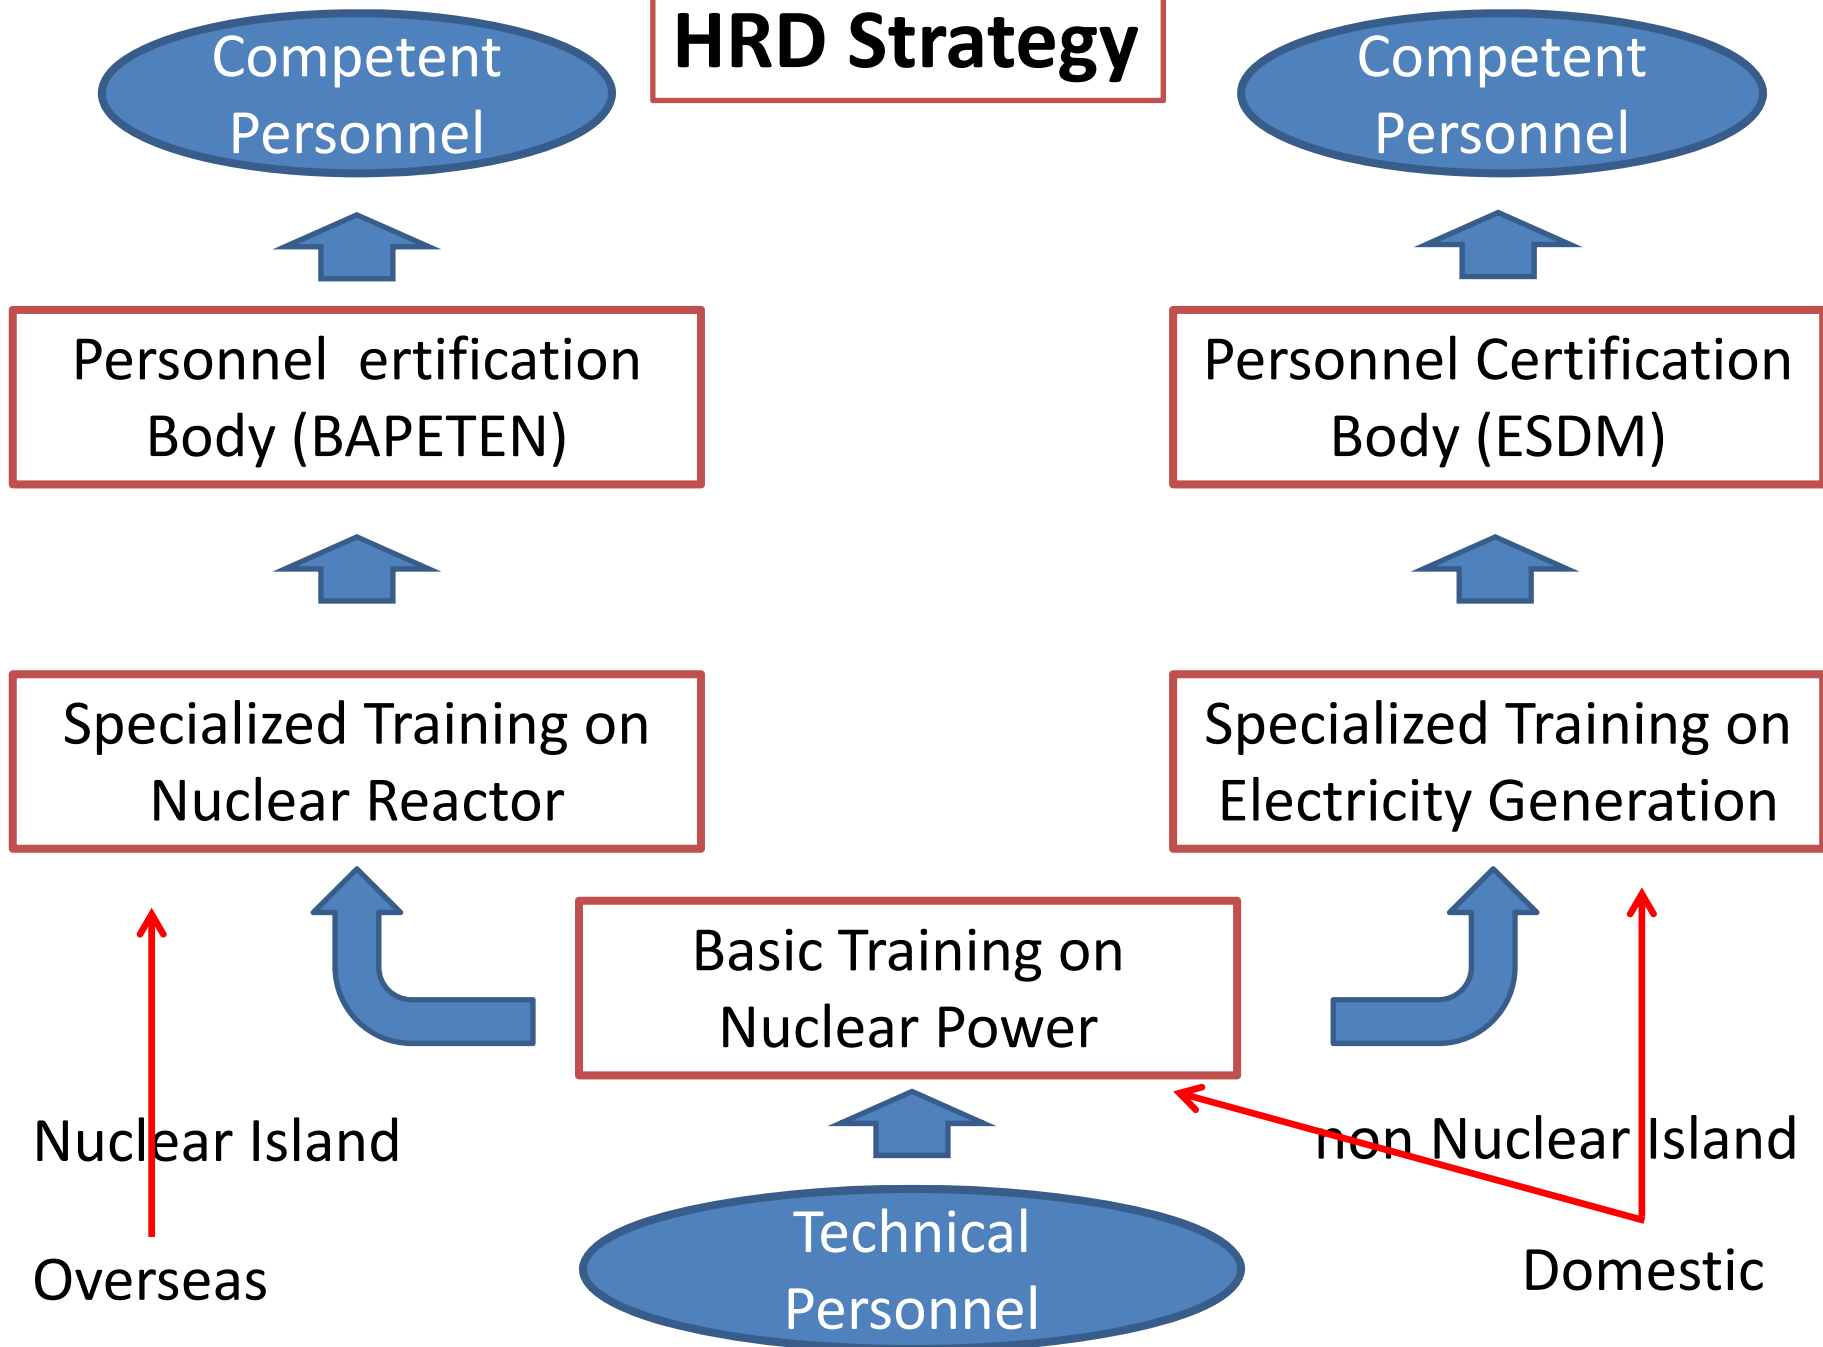 HRD Strategy
Competent
Personnel
Competent
Personnel
Personnel  ertification
Body (BAPETEN)
Personnel Certification
Body (ESDM)
Specialized Training on
Nuclear Reactor
Specialized Training on
Electricity Generation
Basic Training on
Nuclear Power
Nuclear Island
non Nuclear Island
Technical
Personnel
Overseas
Domestic